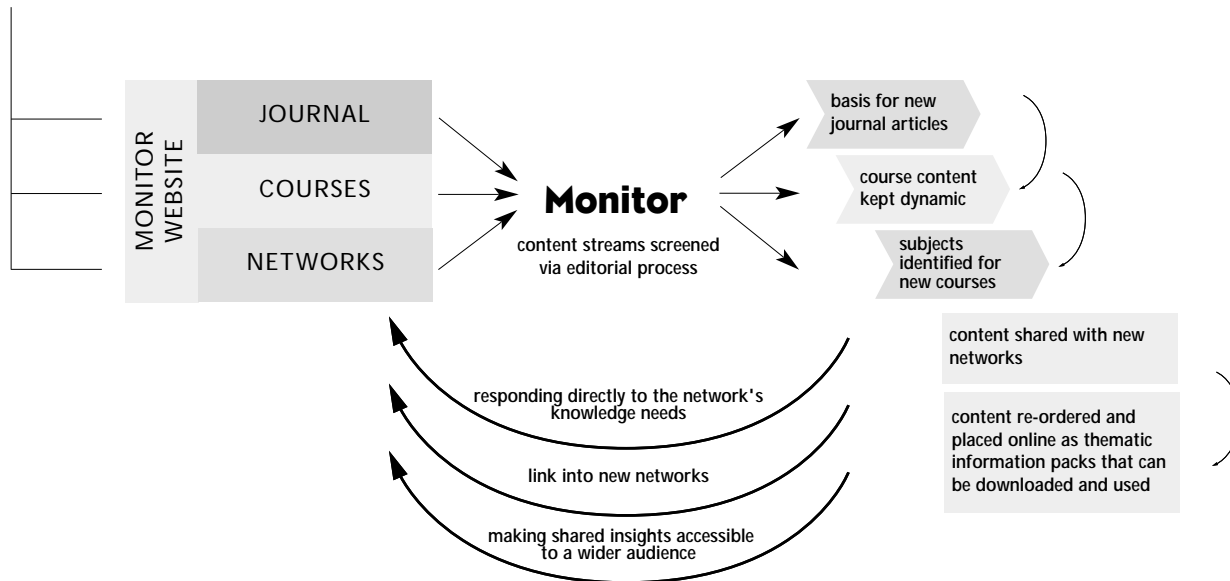 MONITOR
WEBSITE
JOURNAL
COURSES
NETWORKS
Monitor
content streams screened
via editorial process
basis for new
journal articles
course content
kept dynamic
subjects
identified for
new courses
content shared with new
networks
content re-ordered and
placed online as thematic
information packs that can
be downloaded and used
responding directly to the network's
knowledge needs
link into new networks
making shared insights accessible
to a wider audience